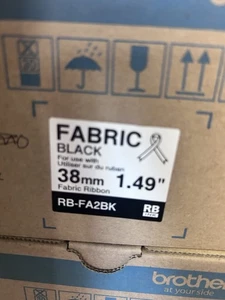 FABRIC
BLACK
For use with
Utiliser sur du ruban
38mm 1.49"
Fabric Ribbon
RB-FA2BK RB
brother
at your side